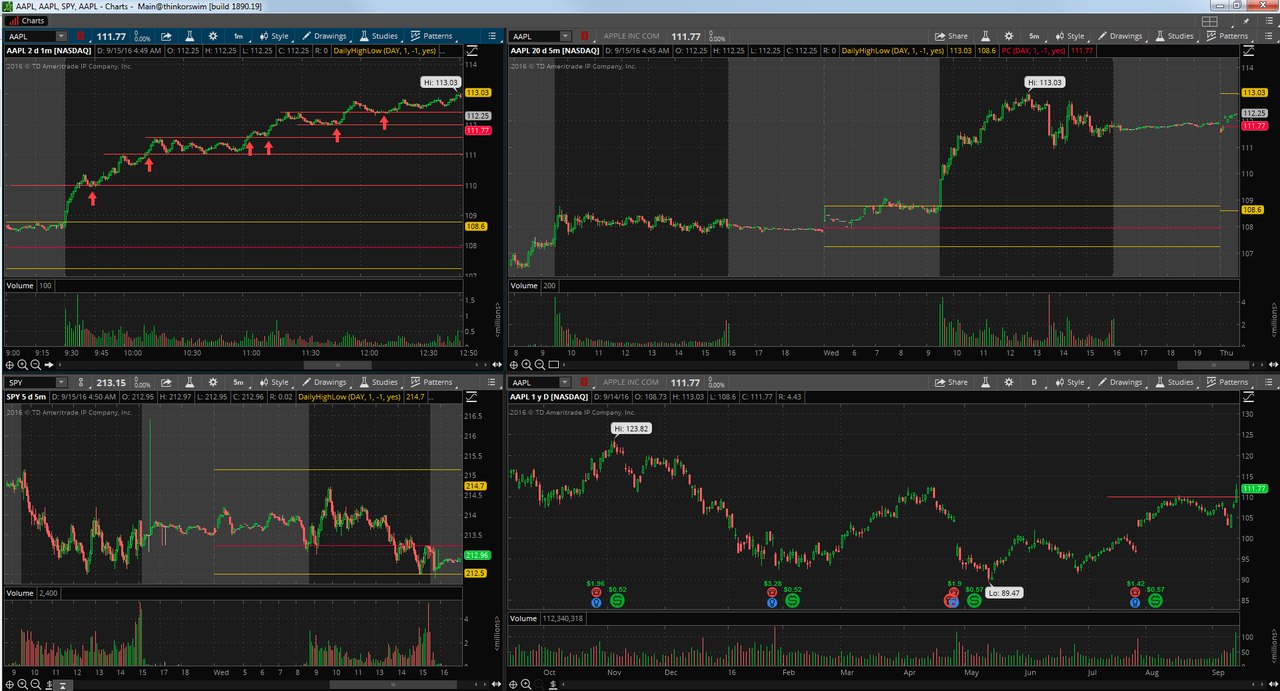 AAPL, AAPL, SPY, AAPL - Charts - Main@thinkorswim [build 1890.19]
Charts
AAPL 111.77 0.00% 1m Style Drawings Studies Patterns
AAPL 2 d 1m [NASDAQ] D: 9/15/16 4:49 AM O: 112.25 H: 112.25 L: 112.25 C: 112.25 R: 0 DailyHighLow (DAY, 1, -1, yes) ...
2016 © TD Ameritrade IP Company, Inc.
Hi: 113.03
114
113.03
112.25
112
111.77
111
110
109
108.6
108
107
Volume 100
1.5
1
0.5
0
<millions>
9:00 9:15 9:30 9:45 10:00 10:30 11:00 11:30 12:00 12:30 12:50
AAPL APPLE INC COM 111.77 0.00% Share 5m Style Drawings Studies Patterns
AAPL 20 d 5m [NASDAQ] D: 9/15/16 4:45 AM O: 112.25 H: 112.25 L: 112.25 C: 112.25 R: 0 DailyHighLow (DAY, 1, -1, yes) 113.03 108.6 PC (DAY, 1, -1, yes) 111.77
2016 © TD Ameritrade IP Company, Inc.
Hi: 113.03
114
113.03
112.25
111.77
111
110
109
108.6
108
107
Volume 200
4
2
0
<millions>
8 9 10 11 12 13 14 15 16 17 18 Wed 6 7 8 9 10 11 12 13 14 15 16 17 18 19 Thu
SPY 213.15 0.00% 5m Style Drawings Studies Patterns
SPY 5 d 5m D: 9/15/16 4:50 AM O: 212.95 H: 212.97 L: 212.95 C: 212.96 R: 0.02 DailyHighLow (DAY, 1, -1, yes) 214.7 ...
2016 © TD Ameritrade IP Company, Inc.
216.5
216
215.5
215
214.7
214.5
214
213.5
213
212.96
212.5
Volume 2,400
4
2
0
<millions>
9 10 11 12 13 14 15 16 Wed 4 5 6 7 8 9 10 11 12 13 14 15 16
AAPL APPLE INC COM 111.77 0.00% Share D Style Drawings Studies Patterns
AAPL 1 y D [NASDAQ] D: 9/14/16 O: 108.73 H: 113.03 L: 108.6 C: 111.77 R: 4.43
2016 © TD Ameritrade IP Company, Inc.
Hi: 123.82
Lo: 89.47
130
125
120
115
111.77
110
105
100
95
90
85
$1.96 $0.52 $3.28 $0.52 $1.9 $0.57 $1.42 $0.57
Volume 112,340,318
150
100
50
0
<millions>
Oct Nov Dec 16 Feb Mar Apr May Jun Jul Aug Sep